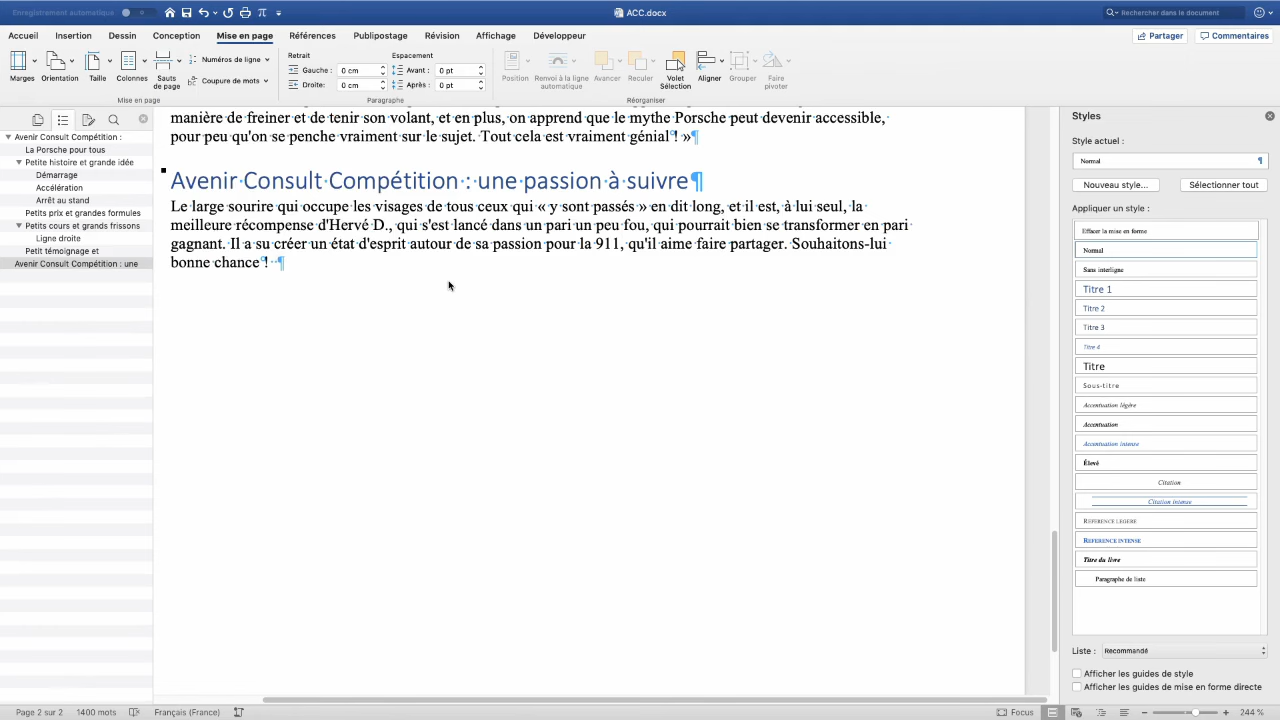 Enregistrement automatique
ACC.docx
Rechercher dans le document
Accueil Insertion Dessin Conception Mise en page Références Publipostage Révision Affichage Développeur
Partager Commentaires
Marges Orientation Taille Colonnes Sauts de page
Numéros de ligne
Coupure de mots
Mise en page
Retrait Espacement
Gauche : 0 cm Avant : 0 pt
Droite: 0 cm Après : 0 pt
Paragraphe
Position Renvoi à la ligne automatique Avancer Reculer Volet Sélection Aligner Grouper Faire pivoter
Réorganiser
Avenir Consult Compétition :
La Porsche pour tous
Petite histoire et grande idée
Démarrage
Accélération
Arrêt au stand
Petits prix et grandes formules
Petits cours et grands frissons
Ligne droite
Petit témoignage et
Avenir Consult Compétition : une
manière de freiner et de tenir son volant, et en plus, on apprend que le mythe Porsche peut devenir accessible,
pour peu qu'on se penche vraiment sur le sujet. Tout cela est vraiment génial ! »¶
Avenir Consult Compétition : une passion à suivre¶
Le large sourire qui occupe les visages de tous ceux qui « y sont passés » en dit long, et il est, à lui seul, la
meilleure récompense d'Hervé D., qui s'est lancé dans un pari un peu fou, qui pourrait bien se transformer en pari
gagnant. Il a su créer un état d'esprit autour de sa passion pour la 911, qu'il aime faire partager. Souhaitons-lui
bonne chance ! ¶
Styles
Style actuel :
Normal ¶
Nouveau style... Sélectionner tout
Appliquer un style :
Effacer la mise en forme
Normal
Sans interligne
Titre 1
Titre 2
Titre 3
Titre 4
Titre
Sous-titre
Accentuation légère
Accentuation
Accentuation intense
Élevé
Citation
Citation intense
REFERENCE LEGERE
REFERENCE INTENSE
Titre du livre
Paragraphe de liste
Liste : Recommandé
Afficher les guides de style
Afficher les guides de mise en forme directe
Page 2 sur 2 1400 mots Français (France) Focus 244 %